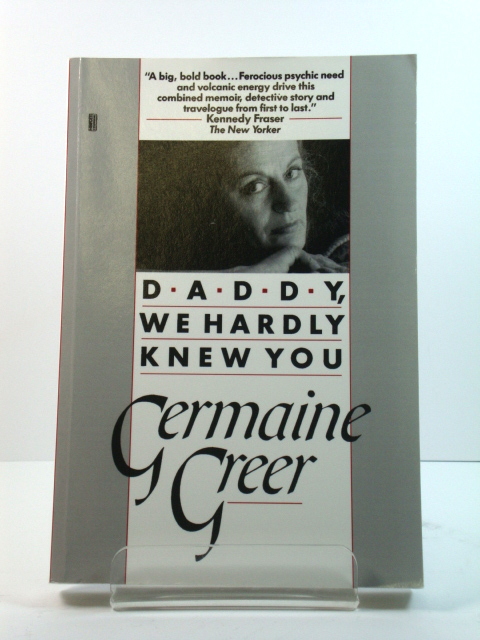 “A big, bold book...Ferocious psychic need
and volcanic energy drive this
combined memoir, detective story and
travelogue from first to last.”
Kennedy Fraser
The New Yorker
D·A·D·D·Y,
WE HARDLY
KNEW YOU
Germaine
Greer